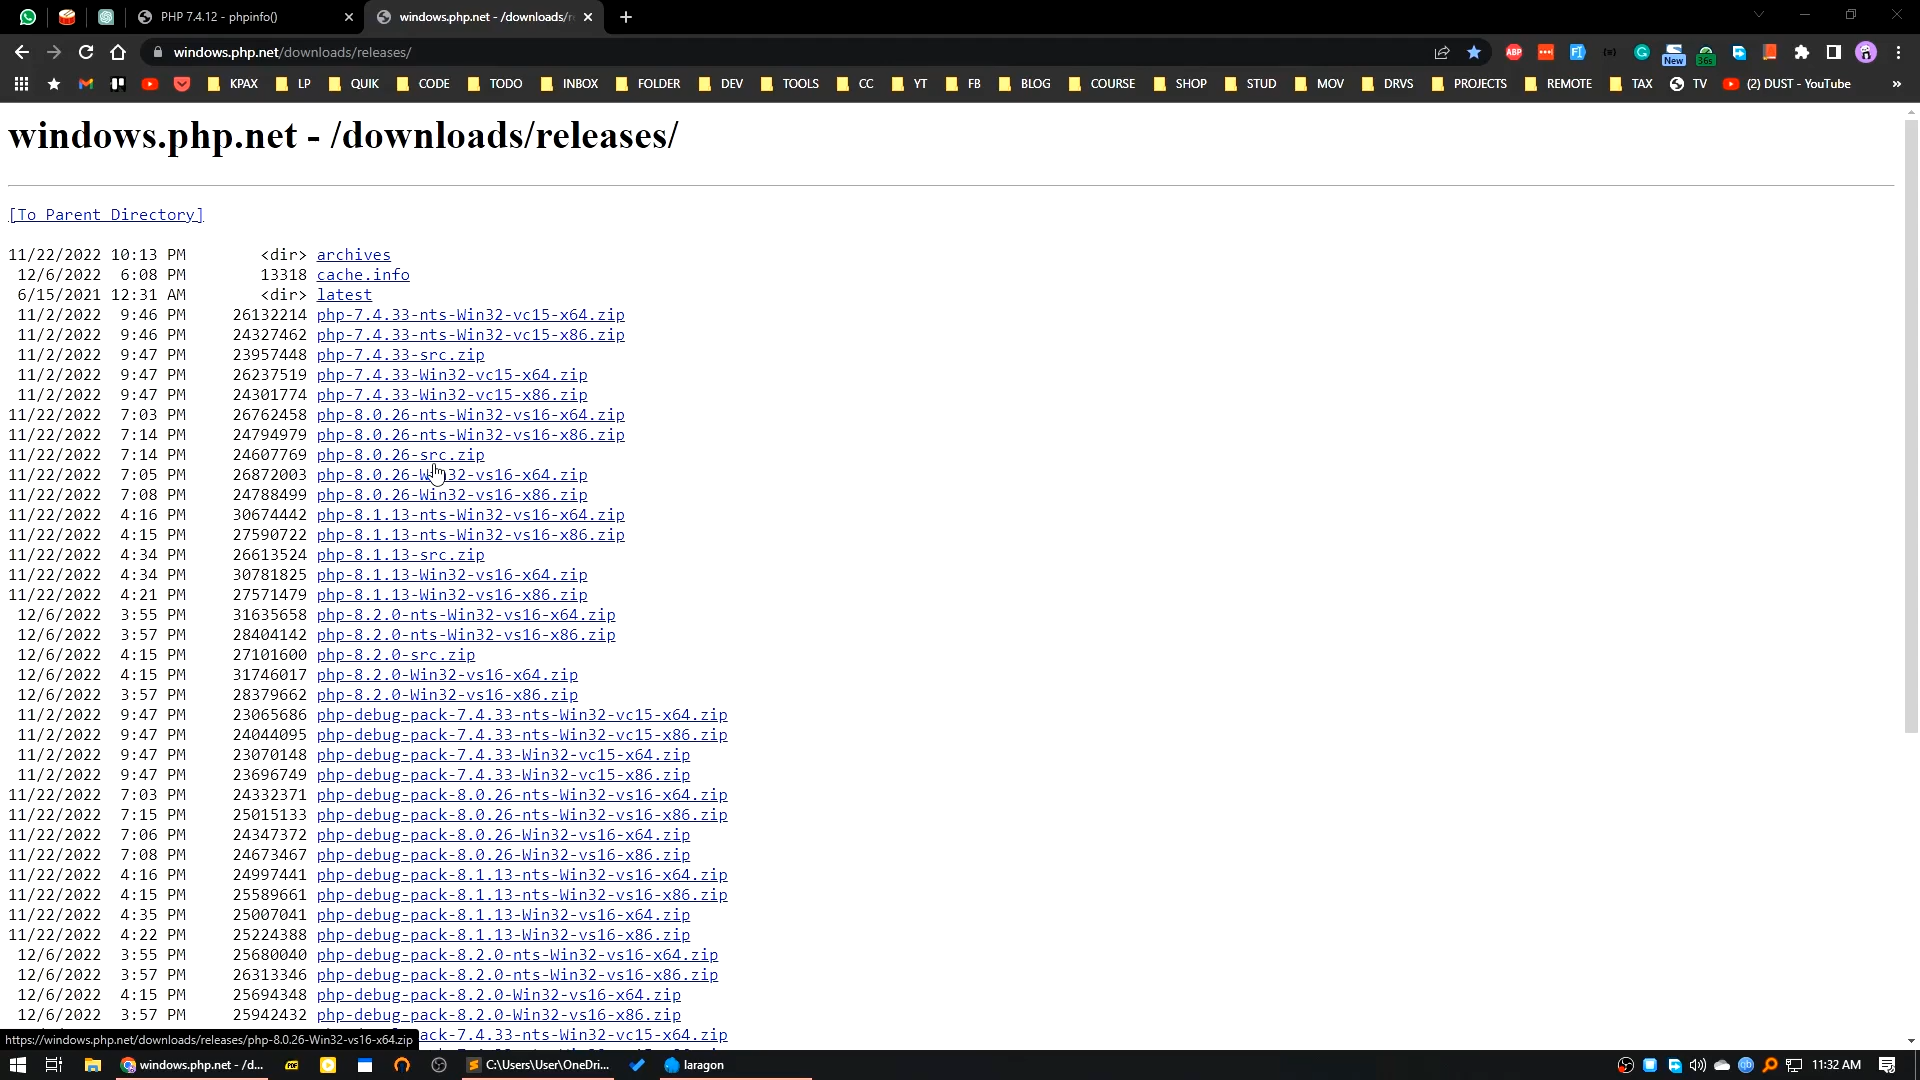 PHP 7.4.12 - phpinfo()
windows.php.net - /downloads/r
windows.php.net/downloads/releases/
ABP
New
36s
KPAX
LP
QUIK
CODE
TODO
INBOX
FOLDER
DEV
TOOLS
CC
YT
FB
BLOG
COURSE
SHOP
STUD
MOV
DRVS
PROJECTS
REMOTE
TAX
TV
(2) DUST - YouTube
»
windows.php.net - /downloads/releases/
[To Parent Directory]
11/22/2022 10:13 PM <dir> archives
12/6/2022 6:08 PM 13318 cache.info
6/15/2021 12:31 AM <dir> latest
11/2/2022 9:46 PM 26132214 php-7.4.33-nts-Win32-vc15-x64.zip
11/2/2022 9:46 PM 24327462 php-7.4.33-nts-Win32-vc15-x86.zip
11/2/2022 9:47 PM 23957448 php-7.4.33-src.zip
11/2/2022 9:47 PM 26237519 php-7.4.33-Win32-vc15-x64.zip
11/2/2022 9:47 PM 24301774 php-7.4.33-Win32-vc15-x86.zip
11/22/2022 7:03 PM 26762458 php-8.0.26-nts-Win32-vs16-x64.zip
11/22/2022 7:14 PM 24794979 php-8.0.26-nts-Win32-vs16-x86.zip
11/22/2022 7:14 PM 24607769 php-8.0.26-src.zip
11/22/2022 7:05 PM 26872003 php-8.0.26-Win32-vs16-x64.zip
11/22/2022 7:08 PM 24788499 php-8.0.26-Win32-vs16-x86.zip
11/22/2022 4:16 PM 30674442 php-8.1.13-nts-Win32-vs16-x64.zip
11/22/2022 4:15 PM 27590722 php-8.1.13-nts-Win32-vs16-x86.zip
11/22/2022 4:34 PM 26613524 php-8.1.13-src.zip
11/22/2022 4:34 PM 30781825 php-8.1.13-Win32-vs16-x64.zip
11/22/2022 4:21 PM 27571479 php-8.1.13-Win32-vs16-x86.zip
12/6/2022 3:55 PM 31635658 php-8.2.0-nts-Win32-vs16-x64.zip
12/6/2022 3:57 PM 28404142 php-8.2.0-nts-Win32-vs16-x86.zip
12/6/2022 4:15 PM 27101600 php-8.2.0-src.zip
12/6/2022 4:15 PM 31746017 php-8.2.0-Win32-vs16-x64.zip
12/6/2022 3:57 PM 28379662 php-8.2.0-Win32-vs16-x86.zip
11/2/2022 9:47 PM 23065686 php-debug-pack-7.4.33-nts-Win32-vc15-x64.zip
11/2/2022 9:47 PM 24044095 php-debug-pack-7.4.33-nts-Win32-vc15-x86.zip
11/2/2022 9:47 PM 23070148 php-debug-pack-7.4.33-Win32-vc15-x64.zip
11/2/2022 9:47 PM 23696749 php-debug-pack-7.4.33-Win32-vc15-x86.zip
11/22/2022 7:03 PM 24332371 php-debug-pack-8.0.26-nts-Win32-vs16-x64.zip
11/22/2022 7:15 PM 25015133 php-debug-pack-8.0.26-nts-Win32-vs16-x86.zip
11/22/2022 7:06 PM 24347372 php-debug-pack-8.0.26-Win32-vs16-x64.zip
11/22/2022 7:08 PM 24673467 php-debug-pack-8.0.26-Win32-vs16-x86.zip
11/22/2022 4:16 PM 24997441 php-debug-pack-8.1.13-nts-Win32-vs16-x64.zip
11/22/2022 4:15 PM 25589661 php-debug-pack-8.1.13-nts-Win32-vs16-x86.zip
11/22/2022 4:35 PM 25007041 php-debug-pack-8.1.13-Win32-vs16-x64.zip
11/22/2022 4:22 PM 25224388 php-debug-pack-8.1.13-Win32-vs16-x86.zip
12/6/2022 3:55 PM 25680040 php-debug-pack-8.2.0-nts-Win32-vs16-x64.zip
12/6/2022 3:57 PM 26313346 php-debug-pack-8.2.0-nts-Win32-vs16-x86.zip
12/6/2022 4:15 PM 25694348 php-debug-pack-8.2.0-Win32-vs16-x64.zip
12/6/2022 3:57 PM 25942432 php-debug-pack-8.2.0-Win32-vs16-x86.zip
ack-7.4.33-nts-Win32-vc15-x64.zip
https://windows.php.net/downloads/releases/php-8.0.26-Win32-vs16-x64.zip
windows.php.net - /d...
C:\Users\User\OneDri...
laragon
11:32 AM